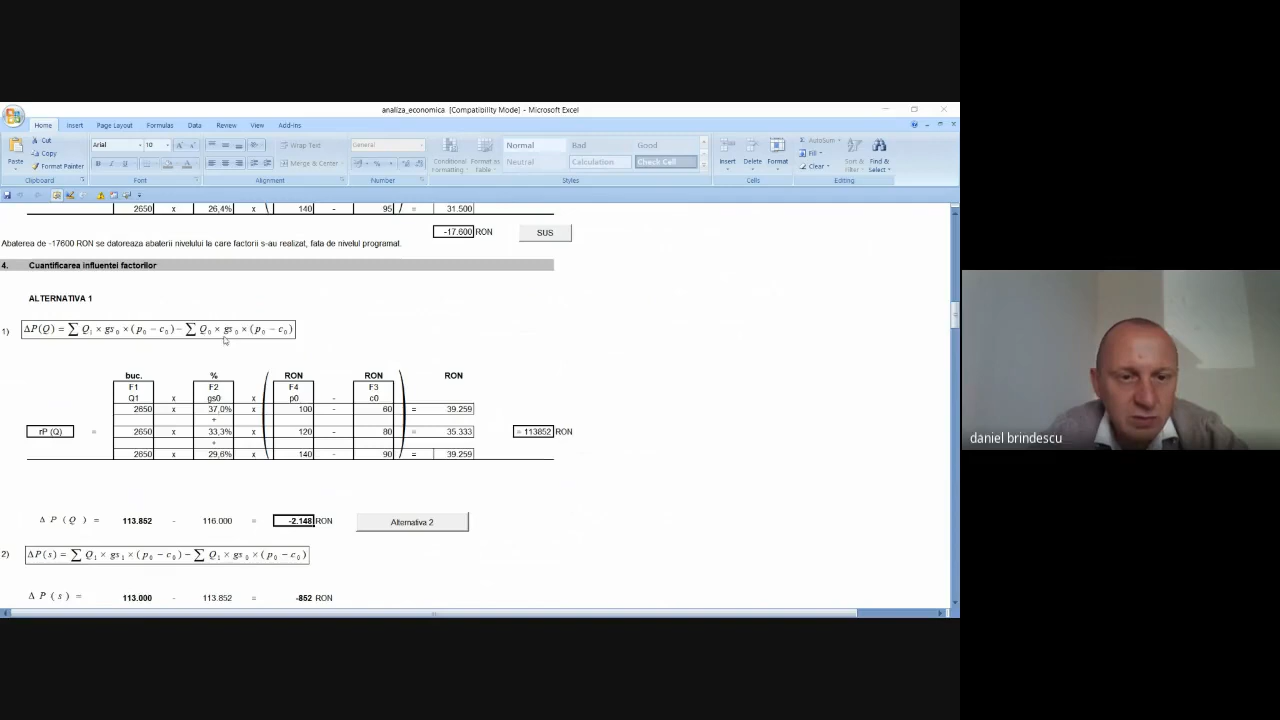 analiza_economica [Compatibility Mode] - Microsoft Excel
Home Insert Page Layout Formulas Data Review View Add-Ins
Paste Cut Copy Format Painter
Arial 10
Wrap Text
Merge & Center
General
Conditional Formatting Format as Table
Normal Bad Good
Neutral Calculation Check Cell
Insert Delete Format
AutoSum Fill Clear
Sort & Filter Find & Select
Clipboard Font Alignment Number Styles Cells Editing
2650 x 26,4% x ( 140 - 95 ) = 31.500
-17.600 RON SUS
Abaterea de -17600 RON se datoreaza abaterii nivelului la care factorii s-au realizat, fata de nivelul programat.
4. Cuantificarea influentei factorilor
ALTERNATIVA 1
1) ΔP(Q) = ∑ Q₁ × gs₀ × (p₀ − c₀) − ∑ Q₀ × gs₀ × (p₀ − c₀)
buc. % RON RON RON
F1 F2 F4 F3
Q1 x gs0 x p0 - c0
2650 x 37,0% x 100 - 60 = 39.259
+ 
rP (Q) = 2650 x 33,3% x 120 - 80 = 35.333 = 113852 RON
+
2650 x 29,6% x 140 - 90 = 39.259
Δ P ( Q ) = 113.852 - 116.000 = -2.148 RON Alternativa 2
2) ΔP(s) = ∑ Q₁ × gs₁ × (p₀ − c₀) − ∑ Q₁ × gs₀ × (p₀ − c₀)
Δ P ( s ) = 113.000 - 113.852 = -852 RON
daniel brindescu